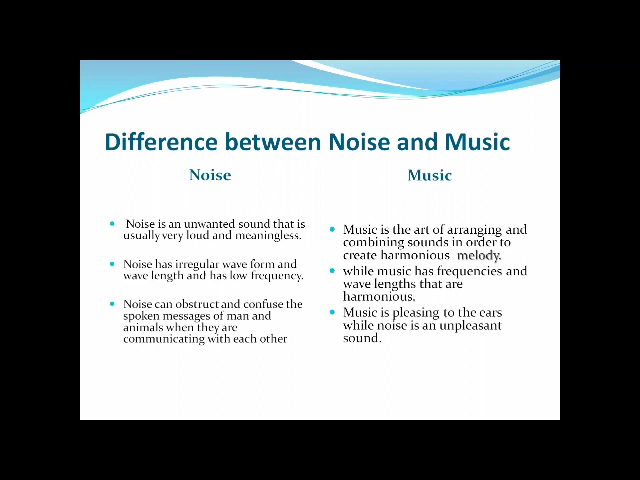 Difference between Noise and Music
Noise
Noise is an unwanted sound that is
usually very loud and meaningless.
Noise has irregular wave form and
wave length and has low frequency.
Noise can obstruct and confuse the
spoken messages of man and
animals when they are
communicating with each other
Music
Music is the art of arranging and
combining sounds in order to
create harmonious melody.
while music has frequencies and
wave lengths that are
harmonious.
Music is pleasing to the ears
while noise is an unpleasant
sound.